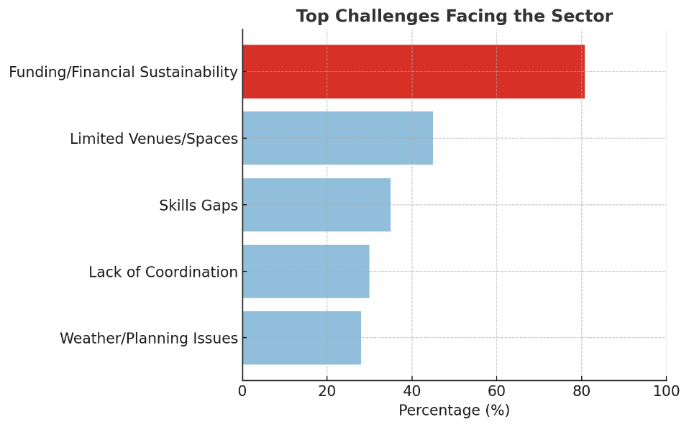 Top Challenges Facing the Sector
Funding/Financial Sustainability
Limited Venues/Spaces
Skills Gaps
Lack of Coordination
Weather/Planning Issues
0 20 40 60 80 100
Percentage (%)